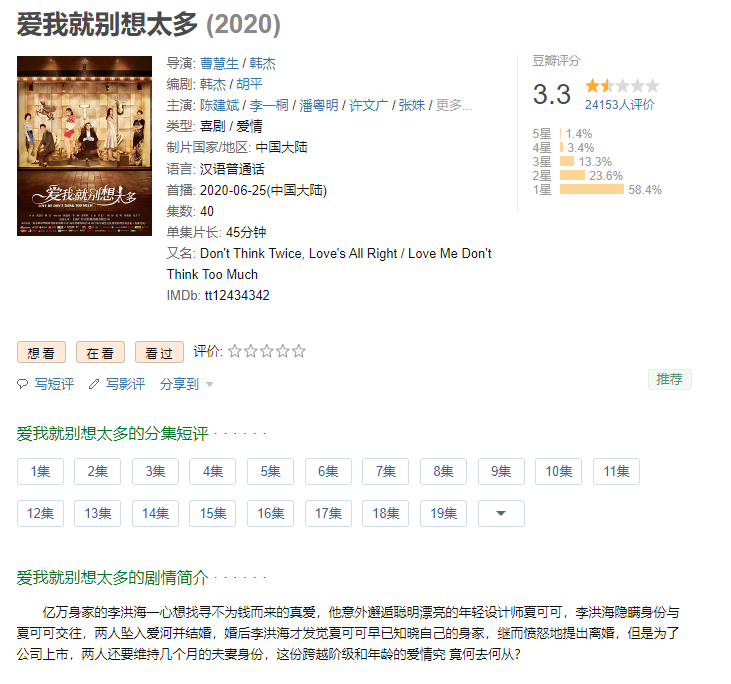 爱我就别想太多 (2020)
爱我就别想太多
LOVE ME DON'T THINK TOO MUCH
导演: 曹慧生 / 韩杰
编剧: 韩杰 / 胡平
主演: 陈建斌 / 李一桐 / 潘粤明 / 许文广 / 张姝 / 更多...
类型: 喜剧 / 爱情
制片国家/地区: 中国大陆
语言: 汉语普通话
首播: 2020-06-25(中国大陆)
集数: 40
单集片长: 45分钟
又名: Don't Think Twice, Love's All Right / Love Me Don't
Think Too Much
IMDb: tt12434342
豆瓣评分
3.3
24153人评价
5星 1.4%
4星 3.4%
3星 13.3%
2星 23.6%
1星 58.4%
想看 在看 看过 评价:
写短评 写影评 分享到
推荐
爱我就别想太多的分集短评 · · · · · ·
1集 2集 3集 4集 5集 6集 7集 8集 9集 10集 11集
12集 13集 14集 15集 16集 17集 18集 19集
爱我就别想太多的剧情简介 · · · · · ·
亿万身家的李洪海一心想找寻不为钱而来的真爱，他意外邂逅聪明漂亮的年轻设计师夏可可，李洪海隐瞒身份与
夏可可交往，两人坠入爱河并结婚，婚后李洪海才发觉夏可可早已知晓自己的身家，继而愤怒地提出离婚，但是为了
公司上市，两人还要维持几个月的夫妻身份，这份跨越阶级和年龄的爱情究 竟何去何从？